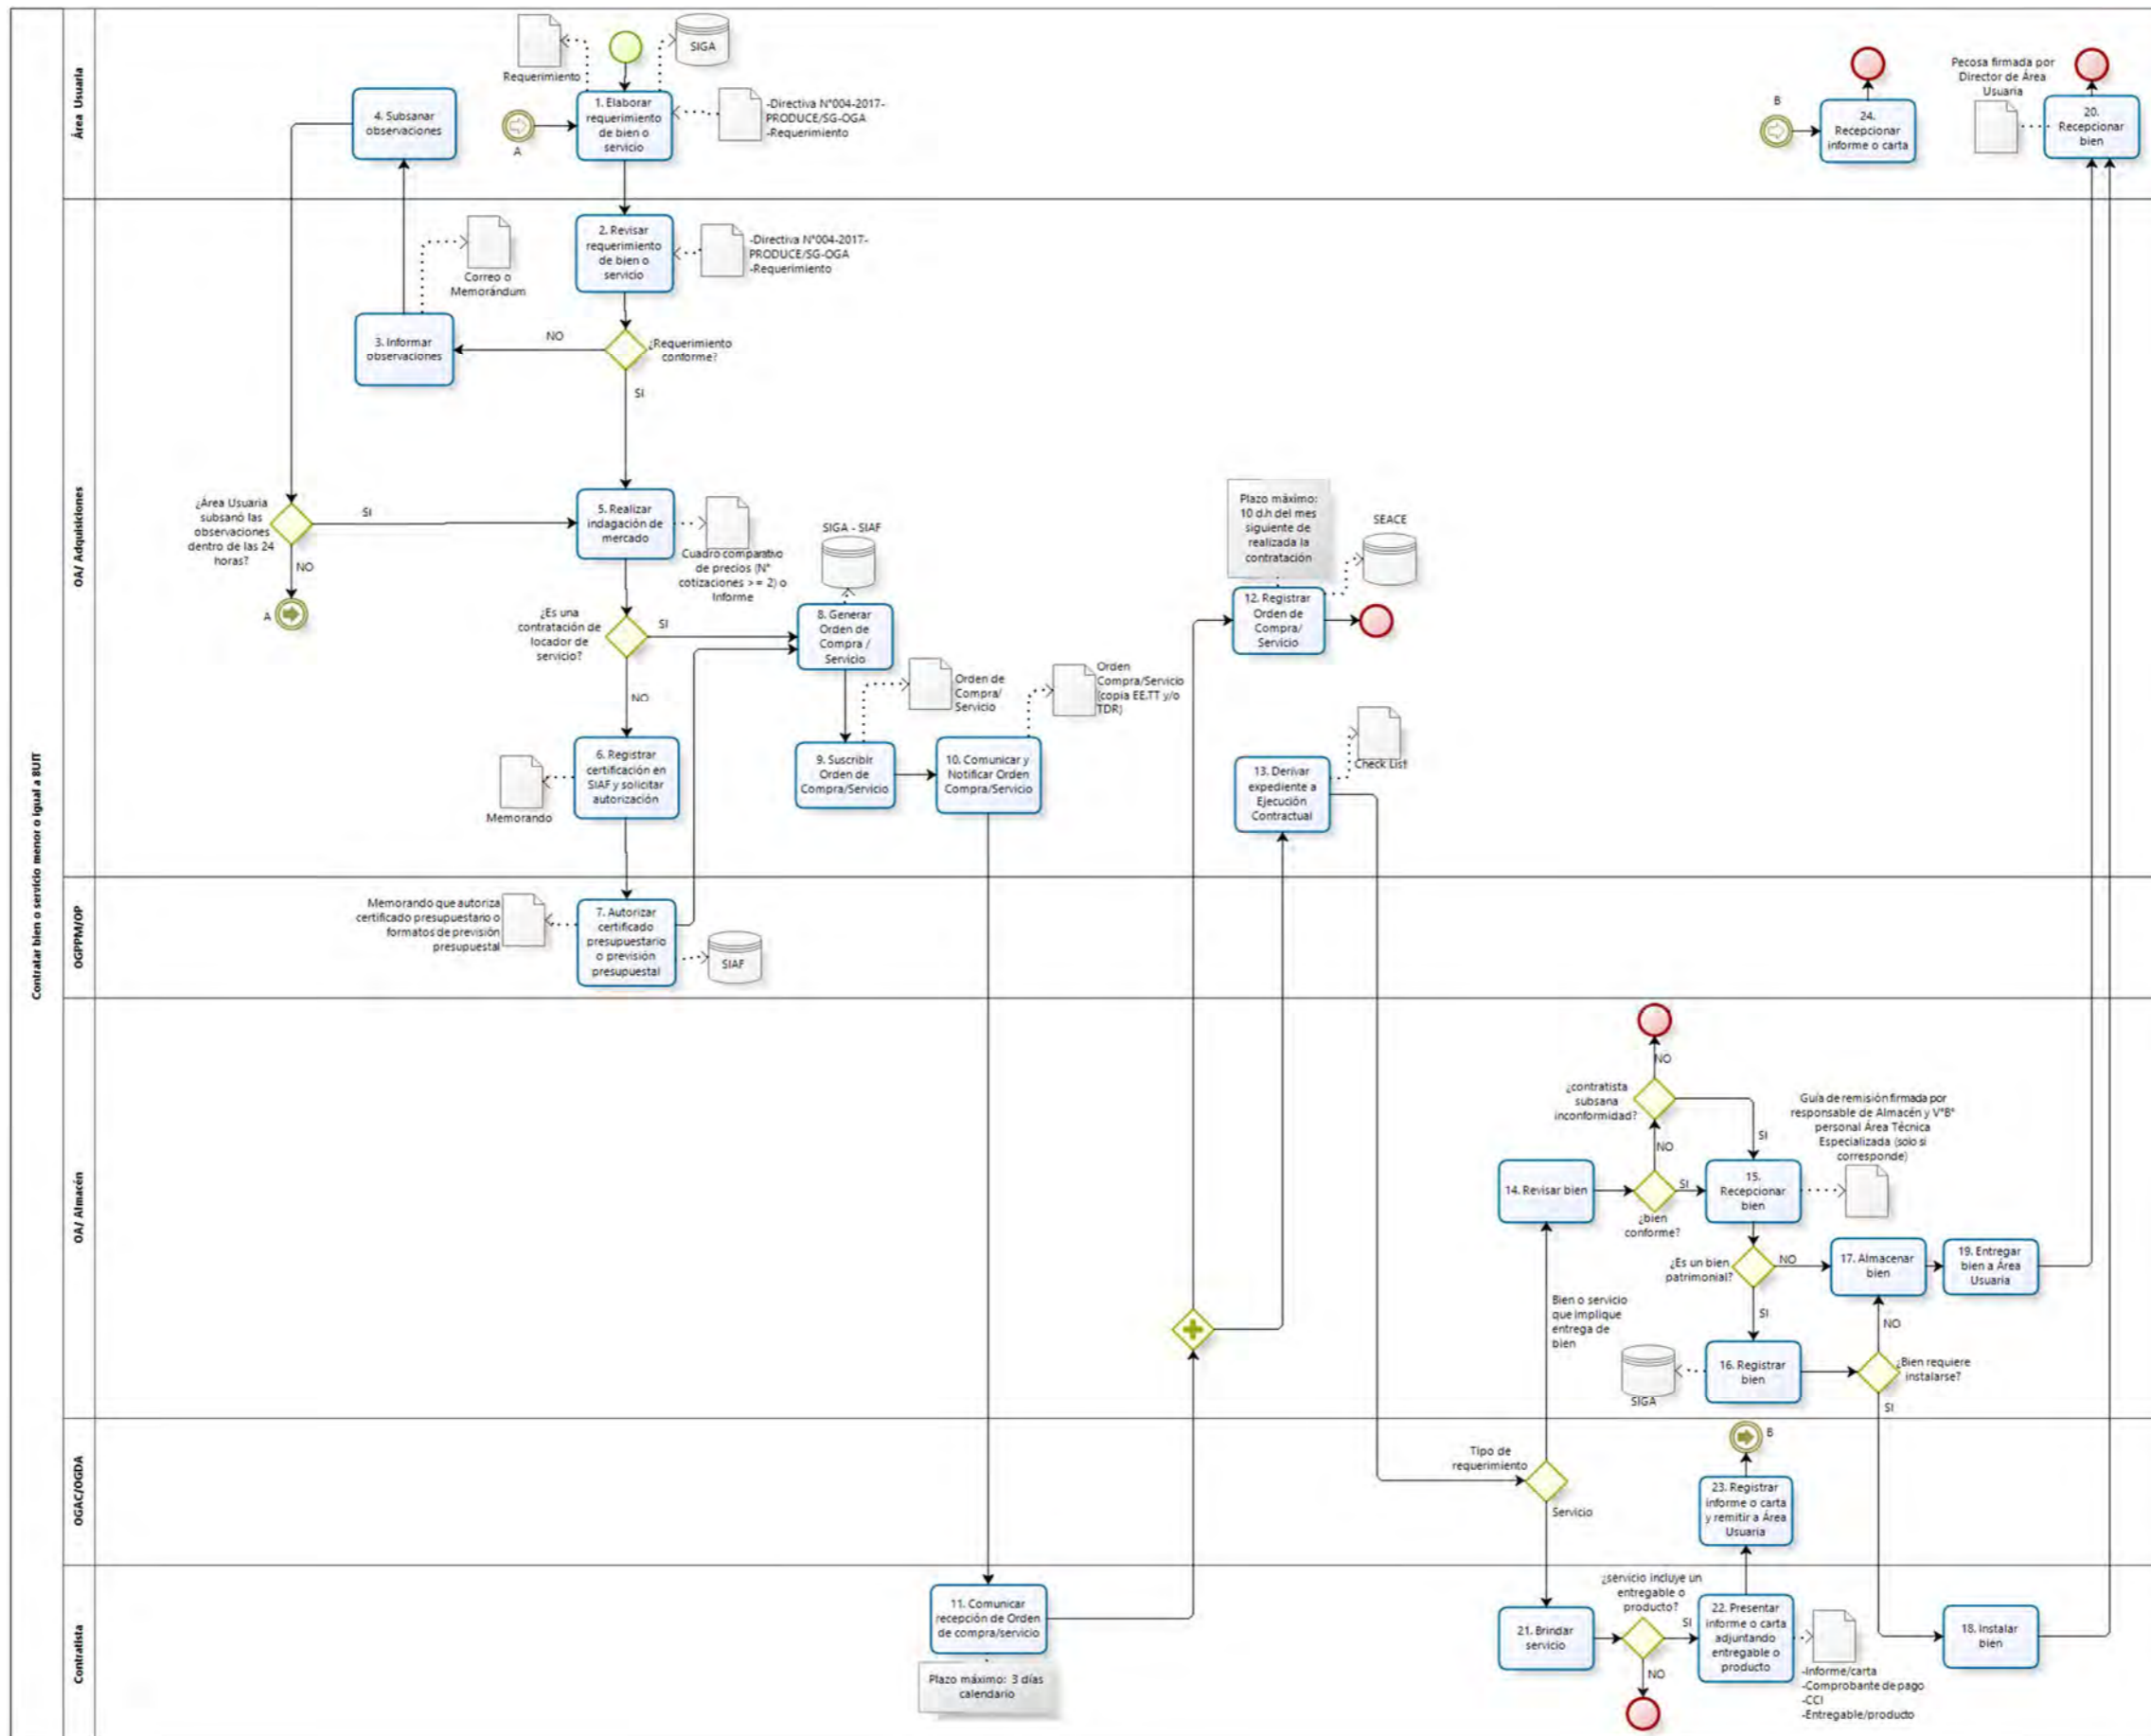 Contratar bien o servicio menor o igual a 8UIT
Área Usuaria
Requerimiento
SIGA
4. Subsanar
observaciones
A
1. Elaborar
requerimiento
de bien o
servicio
-Directiva N°004-2017-
PRODUCE/SG-OGA
-Requerimiento
B
24.
Recepcionar
informe o carta
Pecosa firmada por
Director de Área
Usuaria
20.
Recepcionar
bien
OA/ Adquisiciones
2. Revisar
requerimiento
de bien o
servicio
-Directiva N°004-2017-
PRODUCE/SG-OGA
-Requerimiento
Correo o
Memorándum
3. Informar
observaciones
NO
¿Requerimiento
conforme?
SI
¿Área Usuaria
subsanó las
observaciones
dentro de las 24
horas?
SI
NO
A
5. Realizar
indagación de
mercado
Cuadro comparativo
de precios (N°
cotizaciones >= 2) o
Informe
¿Es una
contratación de
locador de
servicio?
SI
NO
SIGA - SIAF
8. Generar
Orden de
Compra /
Servicio
Orden de
Compra/
Servicio
Orden
Compra/Servicio
(copia EE.TT y/o
TDR)
6. Registrar
certificación en
SIAF y solicitar
autorización
Memorando
9. Suscribir
Orden de
Compra/Servicio
10. Comunicar y
Notificar Orden
Compra/Servicio
Plazo máximo:
10 d.h del mes
siguiente de
realizada la
contratación
SEACE
12. Registrar
Orden de
Compra/
Servicio
13. Derivar
expediente a
Ejecución
Contractual
Check List
OGPPM/OP
Memorando que autoriza
certificado presupuestario o
formatos de previsión
presupuestal
7. Autorizar
certificado
presupuestario
o previsión
presupuestal
SIAF
OA/ Almacén
NO
¿contratista
subsana
inconformidad?
SI
NO
Guía de remisión firmada por
responsable de Almacén y V°B°
personal Área Técnica
Especializada (solo si
corresponde)
14. Revisar bien
¿bien
conforme?
SI
15.
Recepcionar
bien
¿Es un bien
patrimonial?
NO
SI
17. Almacenar
bien
19. Entregar
bien a Área
Usuaria
Bien o servicio
que implique
entrega de
bien
SIGA
16. Registrar
bien
NO
¿Bien requiere
instalarse?
SI
OGAC/OGDA
Tipo de
requerimiento
Servicio
B
23. Registrar
informe o carta
y remitir a Área
Usuaria
Contratista
11. Comunicar
recepción de Orden
de compra/servicio
Plazo máximo: 3 días
calendario
21. Brindar
servicio
¿servicio incluye un
entregable o
producto?
SI
NO
22. Presentar
informe o carta
adjuntando
entregable o
producto
-Informe/carta
-Comprobante de pago
-CCI
-Entregable/producto
18. Instalar
bien